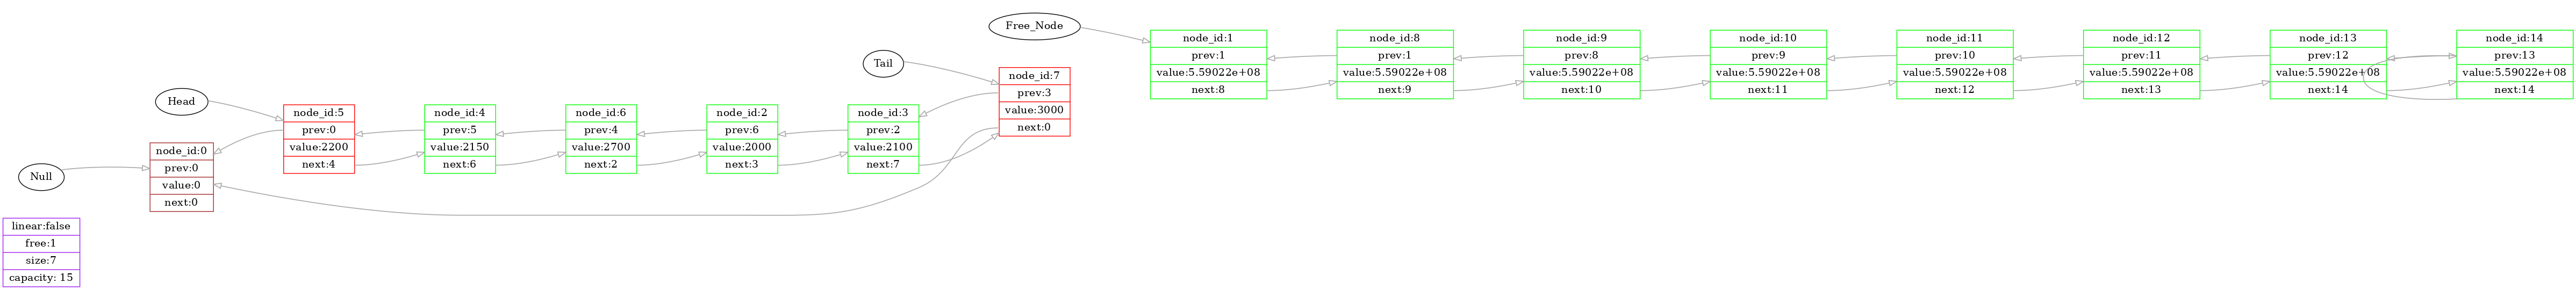 Free_Node
node_id:1
prev:1
value:5.59022e+08
next:8
node_id:8
prev:1
value:5.59022e+08
next:9
node_id:9
prev:8
value:5.59022e+08
next:10
node_id:10
prev:9
value:5.59022e+08
next:11
node_id:11
prev:10
value:5.59022e+08
next:12
node_id:12
prev:11
value:5.59022e+08
next:13
node_id:13
prev:12
value:5.59022e+08
next:14
node_id:14
prev:13
value:5.59022e+08
next:14
Tail
node_id:7
prev:3
value:3000
next:0
Head
node_id:5
prev:0
value:2200
next:4
node_id:4
prev:5
value:2150
next:6
node_id:6
prev:4
value:2700
next:2
node_id:2
prev:6
value:2000
next:3
node_id:3
prev:2
value:2100
next:7
Null
node_id:0
prev:0
value:0
next:0
linear:false
free:1
size:7
capacity: 15